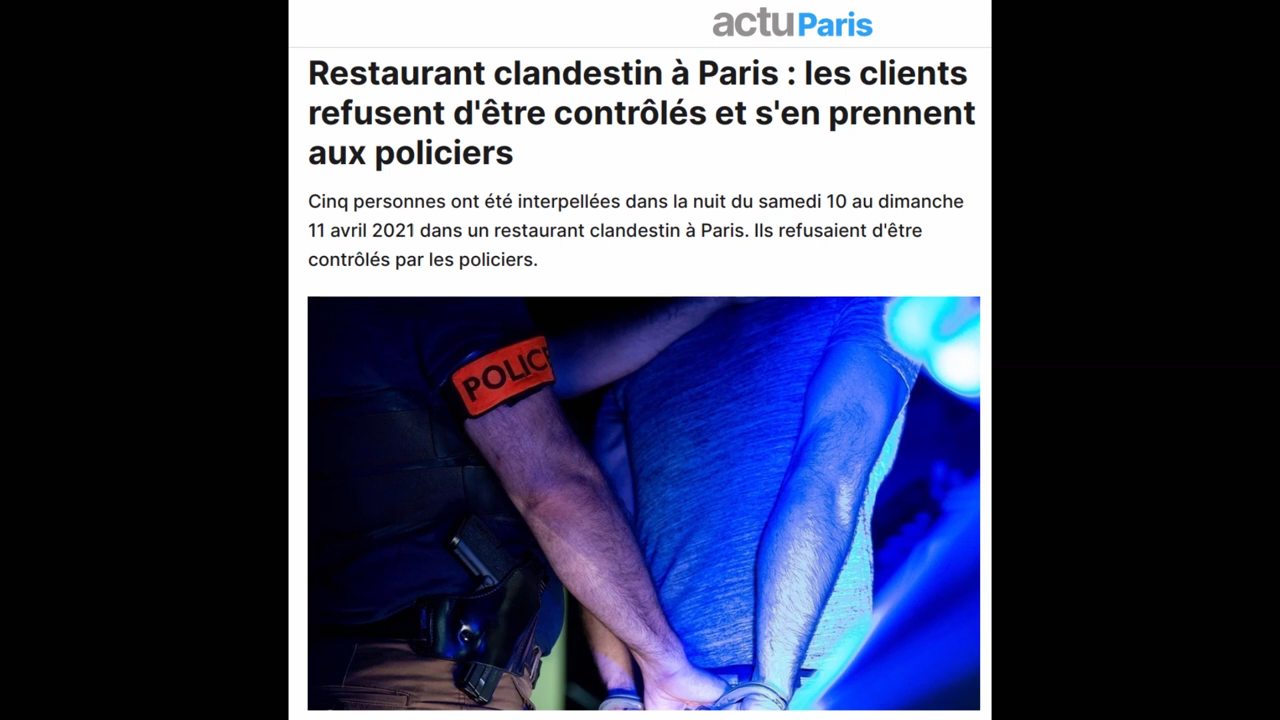 actu Paris
Restaurant clandestin à Paris : les clients
refusent d'être contrôlés et s'en prennent
aux policiers
Cinq personnes ont été interpellées dans la nuit du samedi 10 au dimanche
11 avril 2021 dans un restaurant clandestin à Paris. Ils refusaient d'être
contrôlés par les policiers.
POLICE